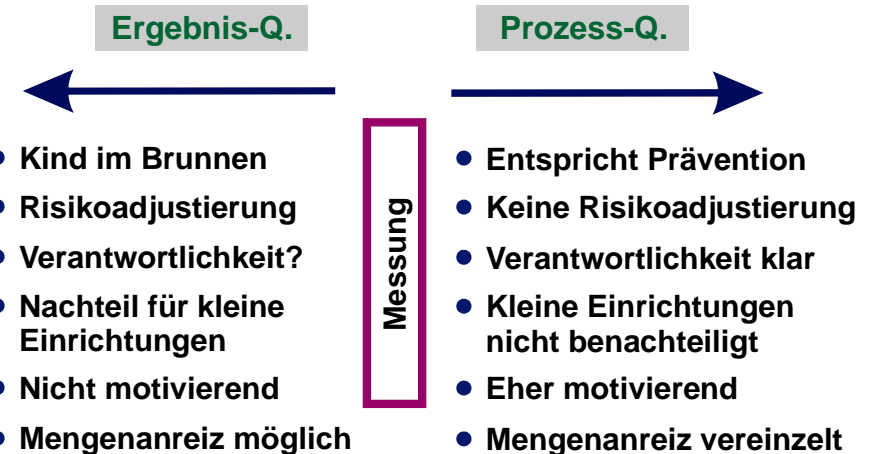 Ergebnis-Q.
Prozess-Q.
• Kind im Brunnen
• Risikoadjustierung
• Verantwortlichkeit?
• Nachteil für kleine
Einrichtungen
• Nicht motivierend
• Mengenanreiz möglich
Messung
• Entspricht Prävention
• Keine Risikoadjustierung
• Verantwortlichkeit klar
• Kleine Einrichtungen
nicht benachteiligt
• Eher motivierend
• Mengenanreiz vereinzelt